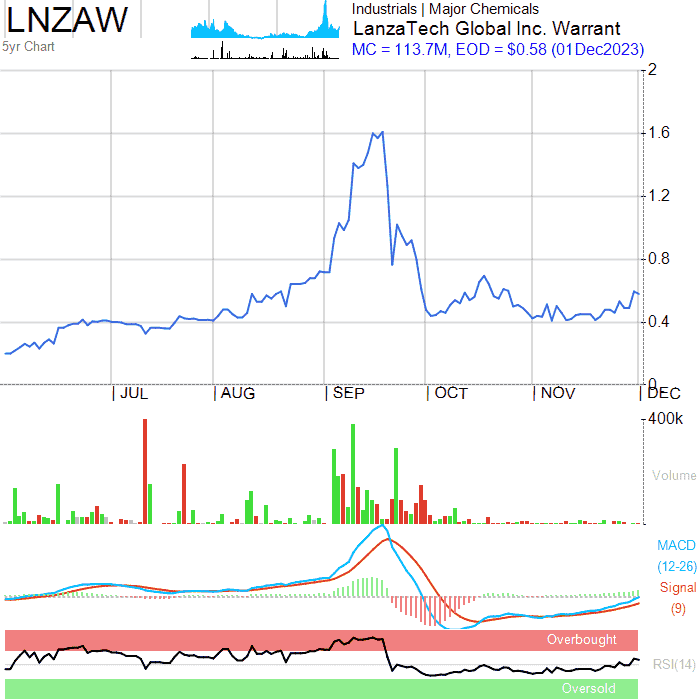 LNZAW
5yr Chart
Industrials | Major Chemicals
LanzaTech Global Inc. Warrant
MC = 113.7M, EOD = $0.58 (01Dec2023)
2
1.6
1.2
0.8
0.4
0
JUL AUG SEP OCT NOV DEC
400k
Volume
MACD
(12-26)
Signal
(9)
Overbought
RSI(14)
Oversold